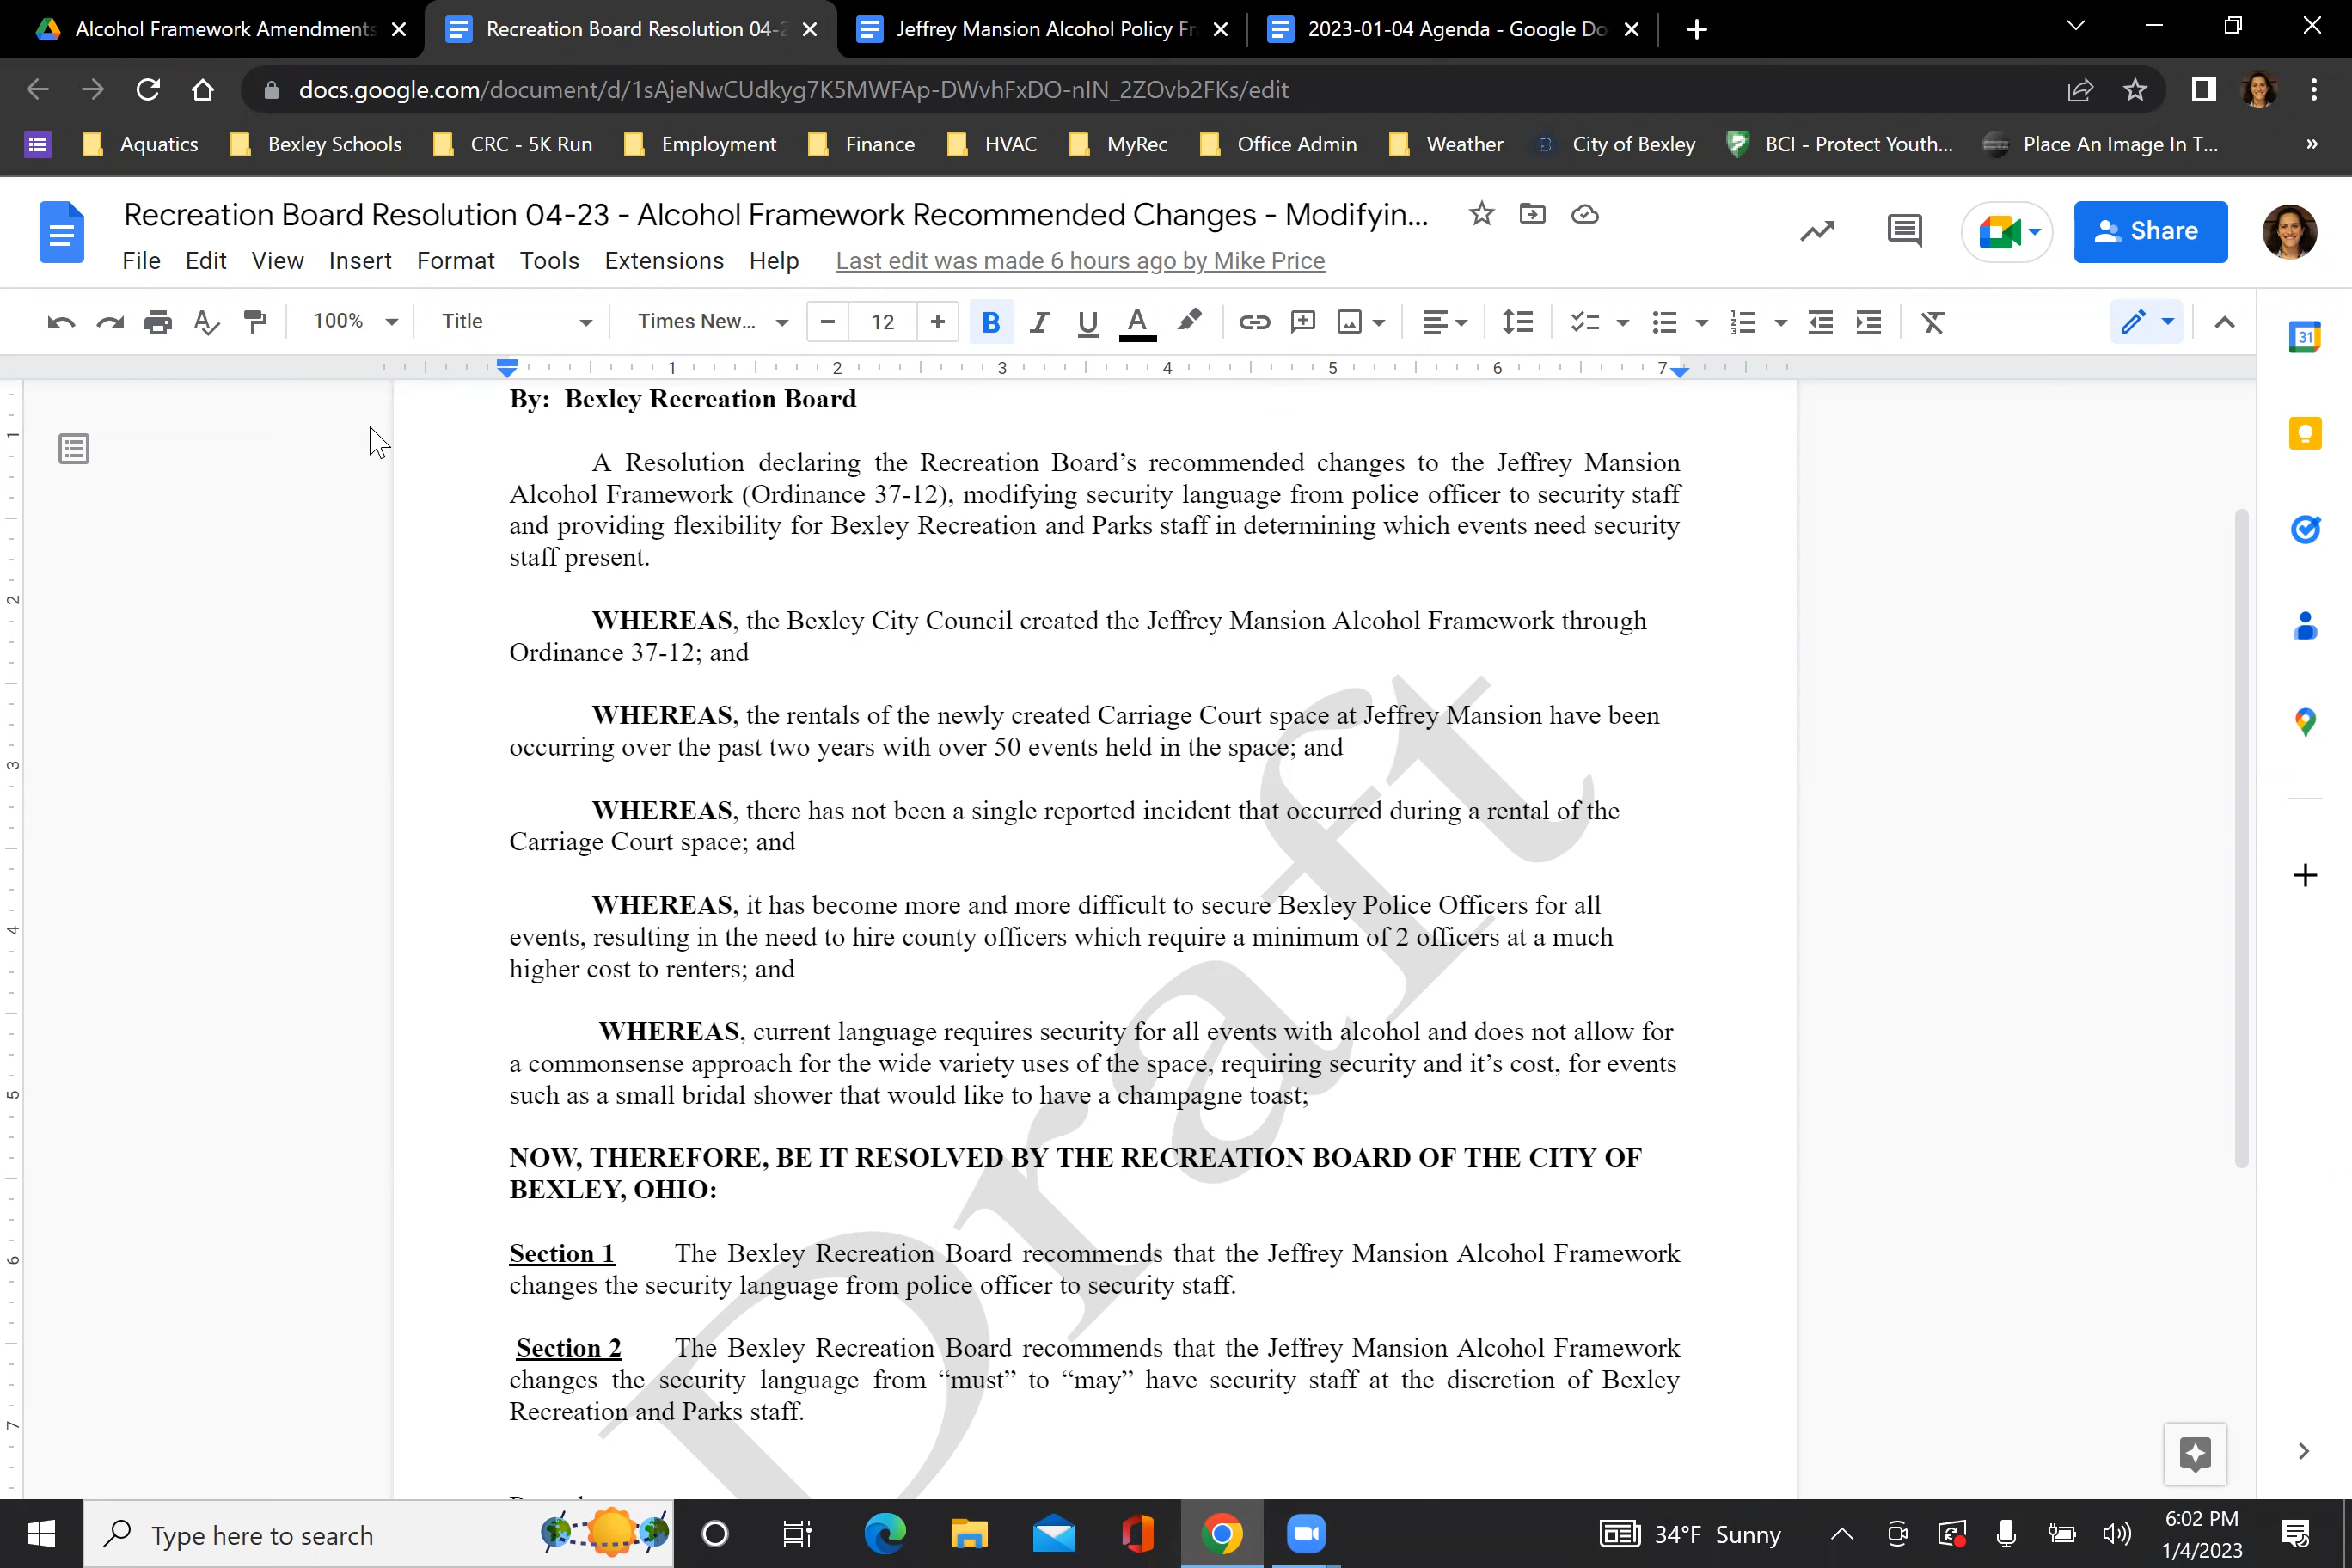 Alcohol Framework Amendments
Recreation Board Resolution 04-2
Jeffrey Mansion Alcohol Policy Fr
2023-01-04 Agenda - Google Do
docs.google.com/document/d/1sAjeNwCUdkyg7K5MWFAp-DWvhFxDO-nIN_2ZOvb2FKs/edit
Aquatics
Bexley Schools
CRC - 5K Run
Employment
Finance
HVAC
MyRec
Office Admin
Weather
City of Bexley
BCI - Protect Youth...
Place An Image In T...
Recreation Board Resolution 04-23 - Alcohol Framework Recommended Changes - Modifyin...
Share
File Edit View Insert Format Tools Extensions Help Last edit was made 6 hours ago by Mike Price
100% Title Times New... 12 B I U A
31
1 2 3 4 5 6 7
By: Bexley Recreation Board
A Resolution declaring the Recreation Board’s recommended changes to the Jeffrey Mansion
Alcohol Framework (Ordinance 37-12), modifying security language from police officer to security staff
and providing flexibility for Bexley Recreation and Parks staff in determining which events need security
staff present.
WHEREAS, the Bexley City Council created the Jeffrey Mansion Alcohol Framework through
Ordinance 37-12; and
WHEREAS, the rentals of the newly created Carriage Court space at Jeffrey Mansion have been
occurring over the past two years with over 50 events held in the space; and
WHEREAS, there has not been a single reported incident that occurred during a rental of the
Carriage Court space; and
WHEREAS, it has become more and more difficult to secure Bexley Police Officers for all
events, resulting in the need to hire county officers which require a minimum of 2 officers at a much
higher cost to renters; and
WHEREAS, current language requires security for all events with alcohol and does not allow for
a commonsense approach for the wide variety uses of the space, requiring security and it’s cost, for events
such as a small bridal shower that would like to have a champagne toast;
NOW, THEREFORE, BE IT RESOLVED BY THE RECREATION BOARD OF THE CITY OF
BEXLEY, OHIO:
Section 1 The Bexley Recreation Board recommends that the Jeffrey Mansion Alcohol Framework
changes the security language from police officer to security staff.
Section 2 The Bexley Recreation Board recommends that the Jeffrey Mansion Alcohol Framework
changes the security language from “must” to “may” have security staff at the discretion of Bexley
Recreation and Parks staff.
Draft
1
2
3
4
5
6
7
Type here to search
34°F Sunny
6:02 PM
1/4/2023